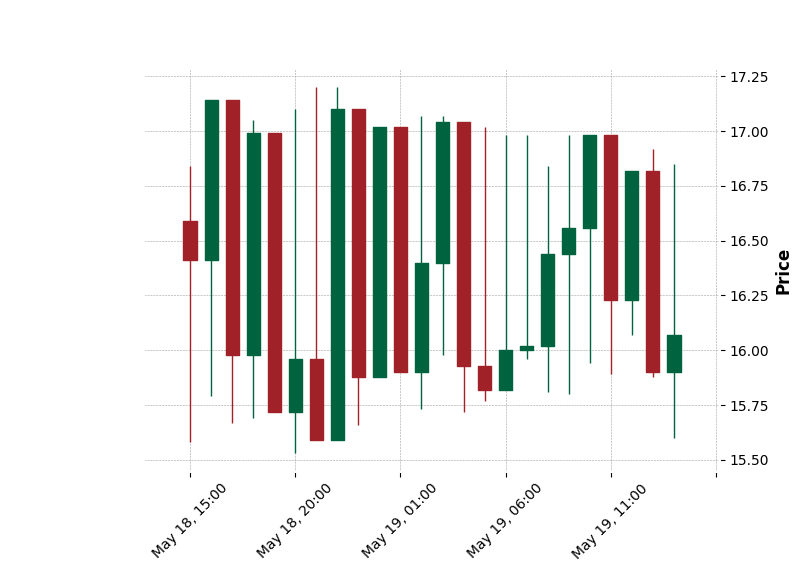 17.25
17.00
16.75
16.50
16.25
16.00
15.75
15.50
Price
May 18, 15:00
May 18, 20:00
May 19, 01:00
May 19, 06:00
May 19, 11:00